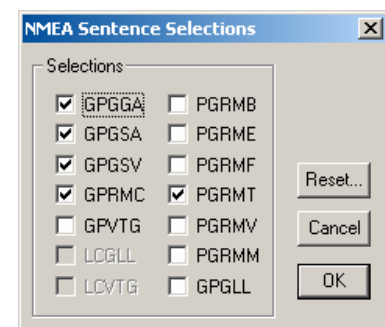 NMEA Sentence Selections
Selections
GPGGA PGRMB
GPGSA PGRME
GPGSV PGRMF
GPRMC PGRMT
GPVTG PGRMV
LCGLL PGRMM
LCVTG GPGLL
Reset...
Cancel
OK